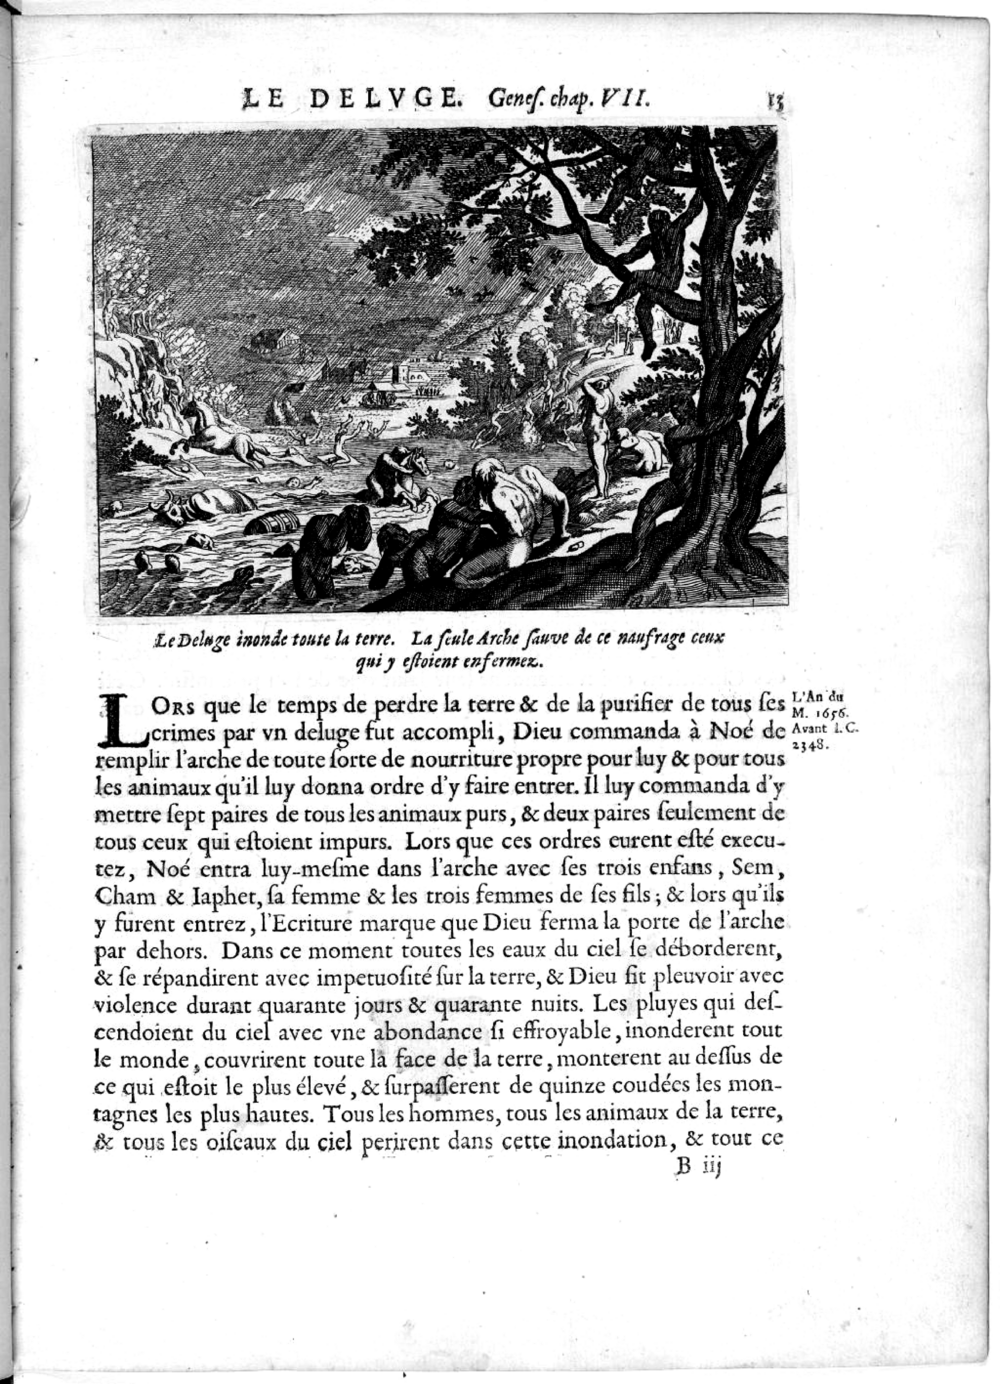 LE DELVGE. Geneſ. chap. VII. 13
Le Deluge inonde toute la terre. La ſeule Arche ſauve de ce naufrage ceux
qui y eſtoient enfermez.
LORS que le temps de perdre la terre & de la purifier de tous ſes
crimes par vn deluge fut accompli, Dieu commanda à Noé de
remplir l'arche de toute ſorte de nourriture propre pour luy & pour tous
les animaux qu'il luy donna ordre d'y faire entrer. Il luy commanda d'y
mettre ſept paires de tous les animaux purs, & deux paires ſeulement de
tous ceux qui eſtoient impurs. Lors que ces ordres eurent eſté execu-
tez, Noé entra luy-meſme dans l'arche avec ſes trois enfans, Sem,
Cham & Iaphet, ſa femme & les trois femmes de ſes fils; & lors qu'ils
y furent entrez, l'Ecriture marque que Dieu ferma la porte de l'arche
par dehors. Dans ce moment toutes les eaux du ciel ſe déborderent,
& ſe répandirent avec impetuoſité ſur la terre, & Dieu fit pleuvoir avec
violence durant quarante jours & quarante nuits. Les pluyes qui deſ-
cendoient du ciel avec vne abondance ſi effroyable, inonderent tout
le monde, couvrirent toute la face de la terre, monterent au deſſus de
ce qui eſtoit le plus élevé, & ſurpaſſerent de quinze coudées les mon-
tagnes les plus hautes. Tous les hommes, tous les animaux de la terre,
& tous les oiſeaux du ciel perirent dans cette inondation, & tout ce
B iij
L'An du
M. 1656.
Avant I. C.
2348.